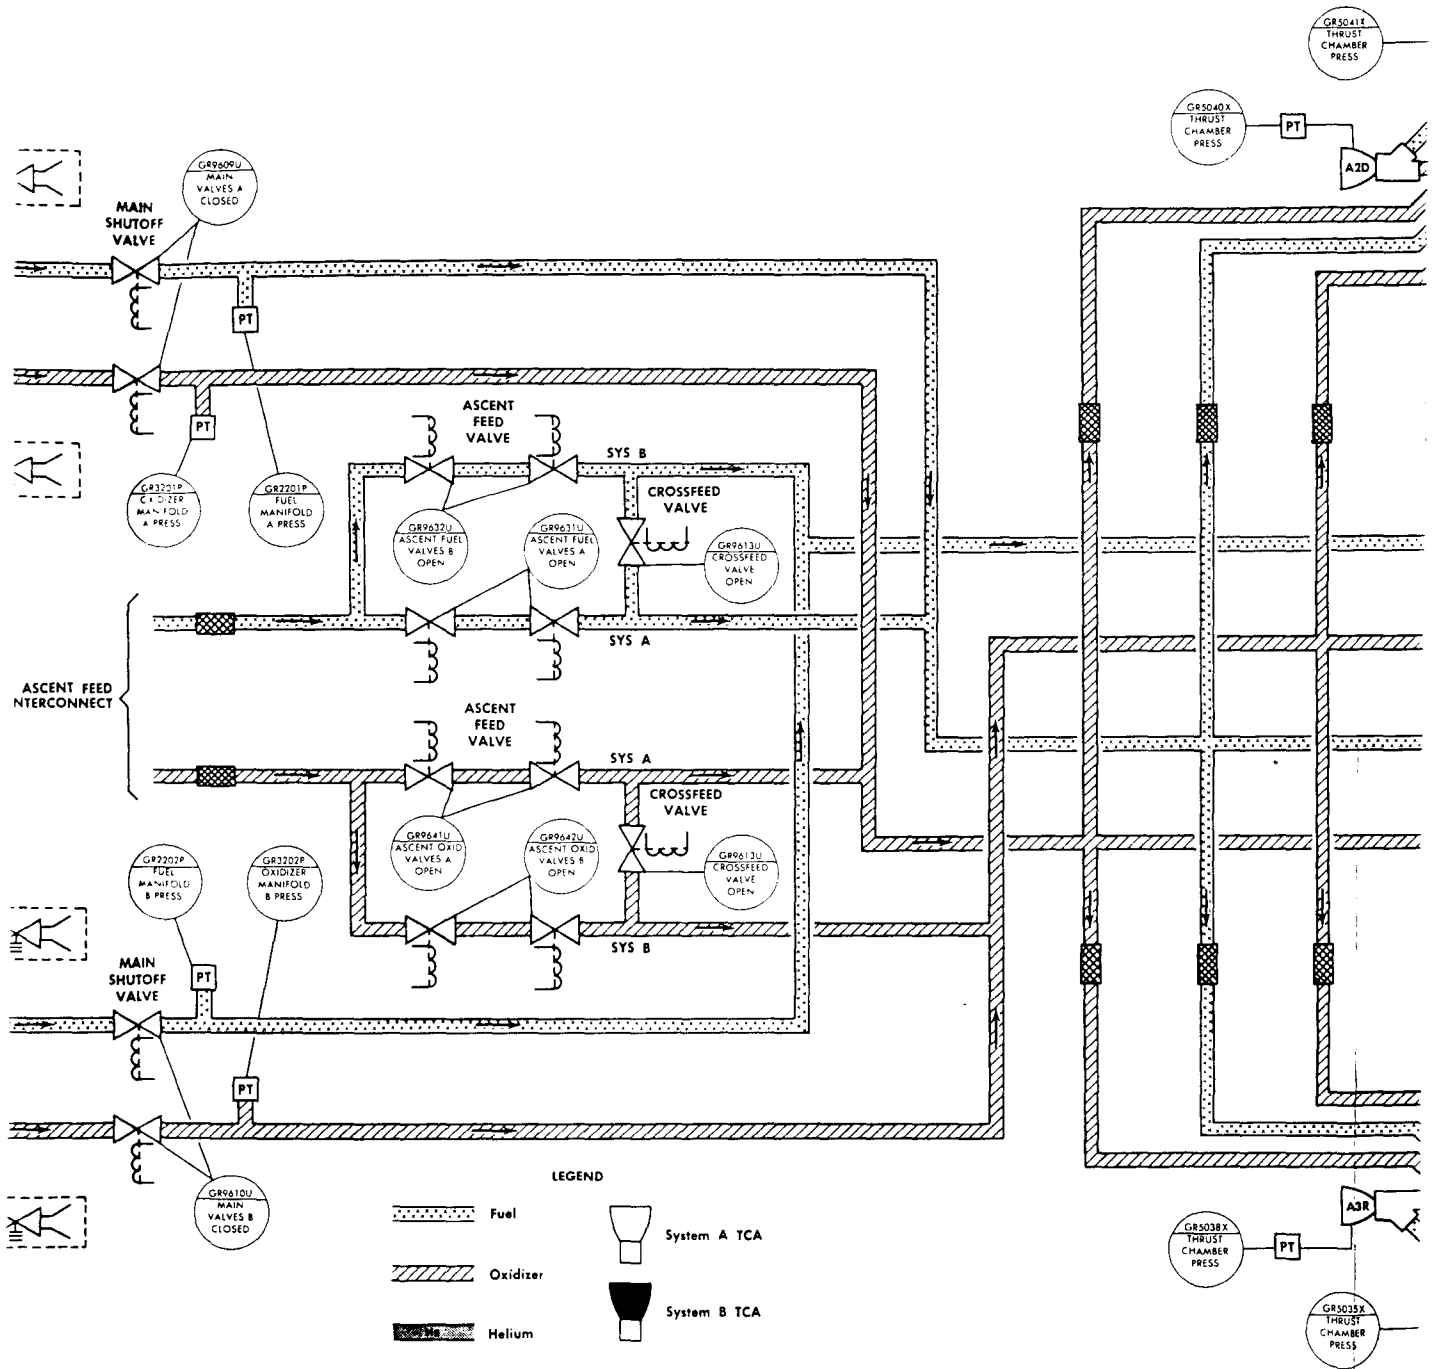 GR5041X
THRUST
CHAMBER
PRESS
GR5040X
THRUST
CHAMBER
PRESS
PT
A2D
GR9609U
MAIN
VALVES A
CLOSED
MAIN
SHUTOFF
VALVE
PT
PT
GR3201P
OXIDIZER
MANIFOLD
A PRESS
GR2201P
FUEL
MANIFOLD
A PRESS
ASCENT
FEED
VALVE
SYS B
CROSSFEED
VALVE
GR9632U
ASCENT FUEL
VALVES B
OPEN
GR9631U
ASCENT FUEL
VALVES A
OPEN
GR9613U
CROSSFEED
VALVE
OPEN
SYS A
ASCENT FEED
NTERCONNECT
ASCENT
FEED
VALVE
SYS A
CROSSFEED
VALVE
GR9641U
ASCENT OXID
VALVES A
OPEN
GR9642U
ASCENT OXID
VALVES B
OPEN
GR9613U
CROSSFEED
VALVE
OPEN
SYS B
GR2202P
FUEL
MANIFOLD
B PRESS
GR3202P
OXIDIZER
MANIFOLD
B PRESS
MAIN
SHUTOFF
VALVE
PT
PT
GR9610U
MAIN
VALVES B
CLOSED
LEGEND
Fuel
Oxidizer
Helium
System A TCA
System B TCA
A3R
GR5038X
THRUST
CHAMBER
PRESS
PT
GR5035X
THRUST
CHAMBER
PRESS